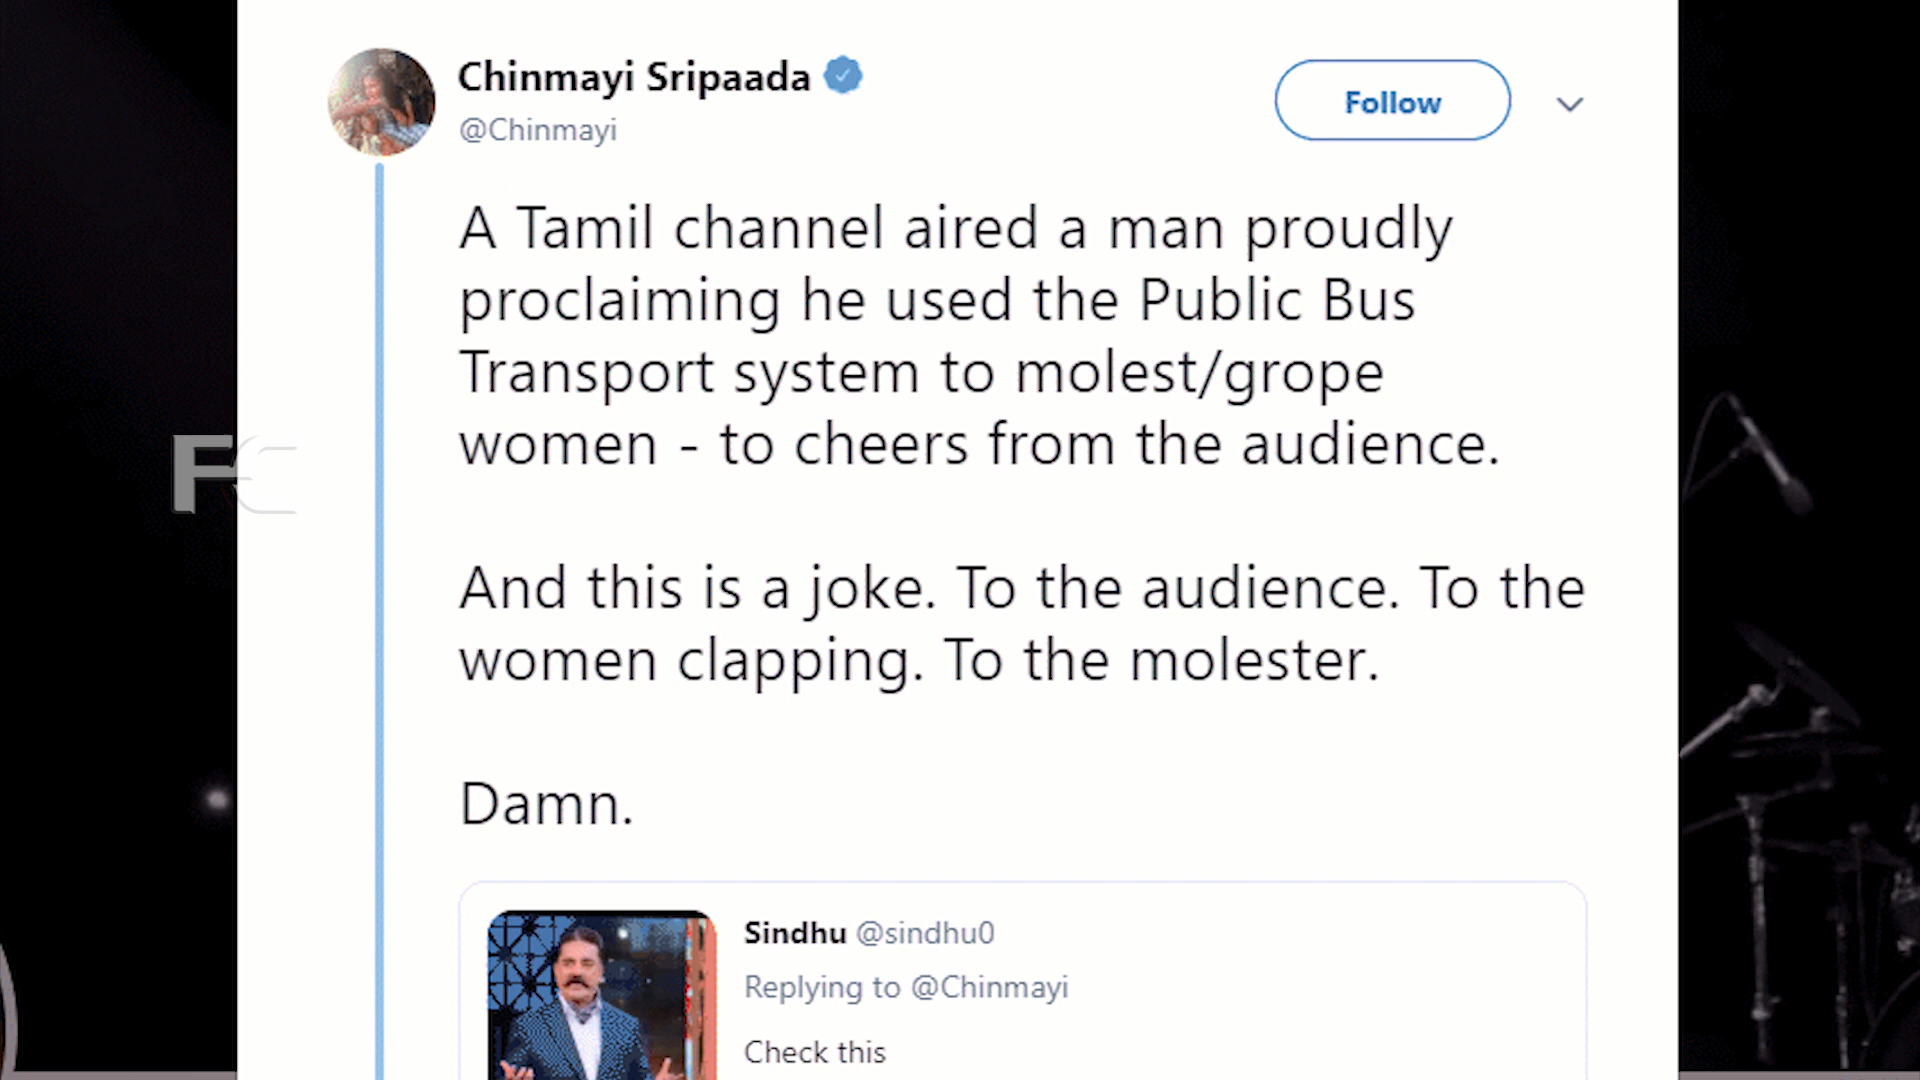 Chinmayi Sripaada
@Chinmayi
Follow
A Tamil channel aired a man proudly
proclaiming he used the Public Bus
Transport system to molest/grope
women - to cheers from the audience.
And this is a joke. To the audience. To the
women clapping. To the molester.
Damn.
Sindhu @sindhu0
Replying to @Chinmayi
Check this
FC